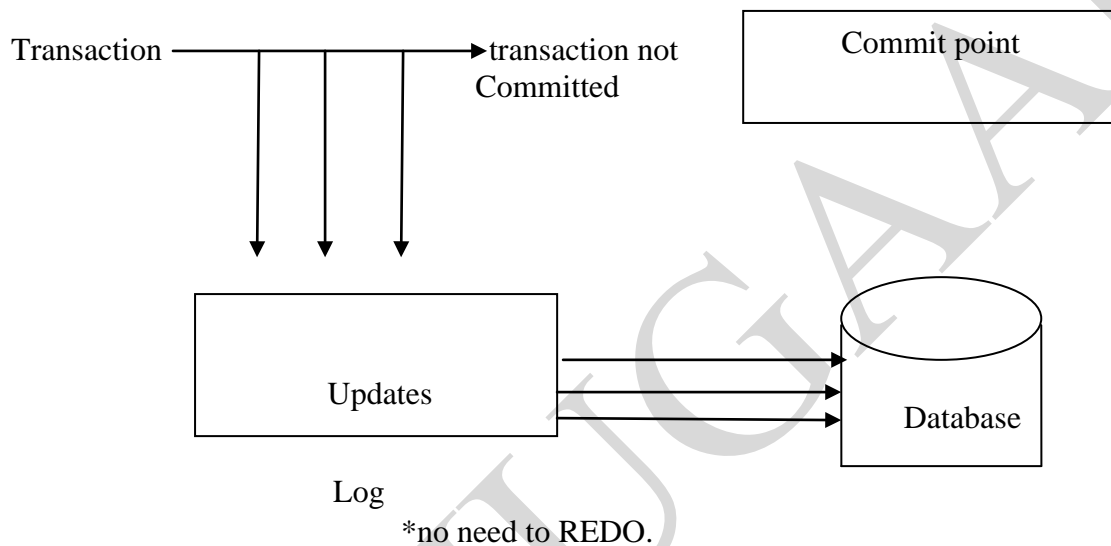 Transaction
transaction not
Committed
Commit point
Updates
Database
Log
*no need to REDO.